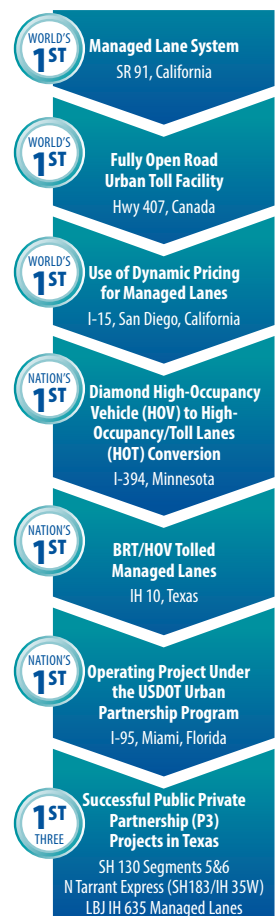 WORLD'S
1ST
Managed Lane System
SR 91, California
WORLD'S
1ST
Fully Open Road
Urban Toll Facility
Hwy 407, Canada
WORLD'S
1ST
Use of Dynamic Pricing
for Managed Lanes
I-15, San Diego, California
NATION'S
1ST
Diamond High-Occupancy
Vehicle (HOV) to High-
Occupancy/Toll Lanes
(HOT) Conversion
I-394, Minnesota
NATION'S
1ST
BRT/HOV Tolled
Managed Lanes
IH 10, Texas
NATION'S
1ST
Operating Project Under
the USDOT Urban
Partnership Program
I-95, Miami, Florida
1ST
THREE
Successful Public Private
Partnership (P3)
Projects in Texas
SH 130 Segments 5&6
N Tarrant Express (SH183/IH 35W)
LBJ IH 635 Managed Lanes